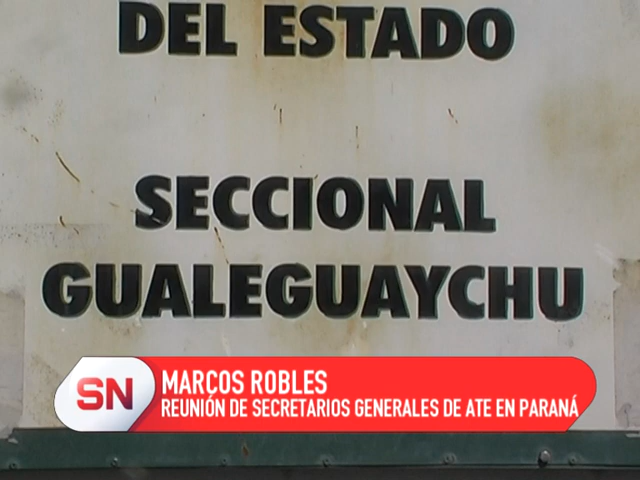 DEL ESTADO
SECCIONAL
GUALEGUAYCHU
SN
MARCOS ROBLES
REUNIÓN DE SECRETARIOS GENERALES DE ATE EN PARANÁ